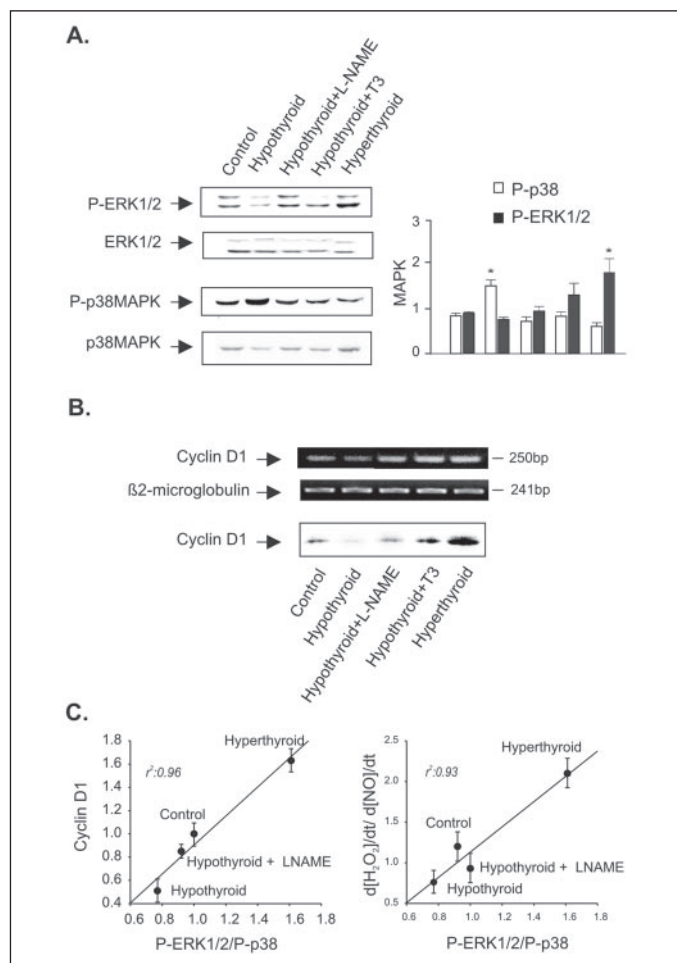 A.
Control
Hypothyroid
Hypothyroid+L-NAME
Hypothyroid+T3
Hyperthyroid
P-ERK1/2
ERK1/2
P-p38MAPK
p38MAPK
P-p38
P-ERK1/2
MAPK
3
2
1
0
*
*
B.
Cyclin D1
250bp
ß2-microglobulin
241bp
Cyclin D1
Control
Hypothyroid
Hypothyroid+L-NAME
Hypothyroid+T3
Hyperthyroid
C.
Cyclin D1
1.8
1.6
1.4
1.2
1.0
0.8
0.6
0.4
r²:0.96
Hyperthyroid
Control
Hypothyroid + LNAME
Hypothyroid
0.6 0.8 1.0 1.2 1.4 1.6 1.8
P-ERK1/2/P-p38
d[H₂O₂]/dt/ d[NO]/dt
2.5
2.0
1.5
1.0
0.5
r²:0.93
Hyperthyroid
Control
Hypothyroid + LNAME
Hypothyroid
0.6 0.8 1.0 1.2 1.4 1.6 1.8
P-ERK1/2/P-p38